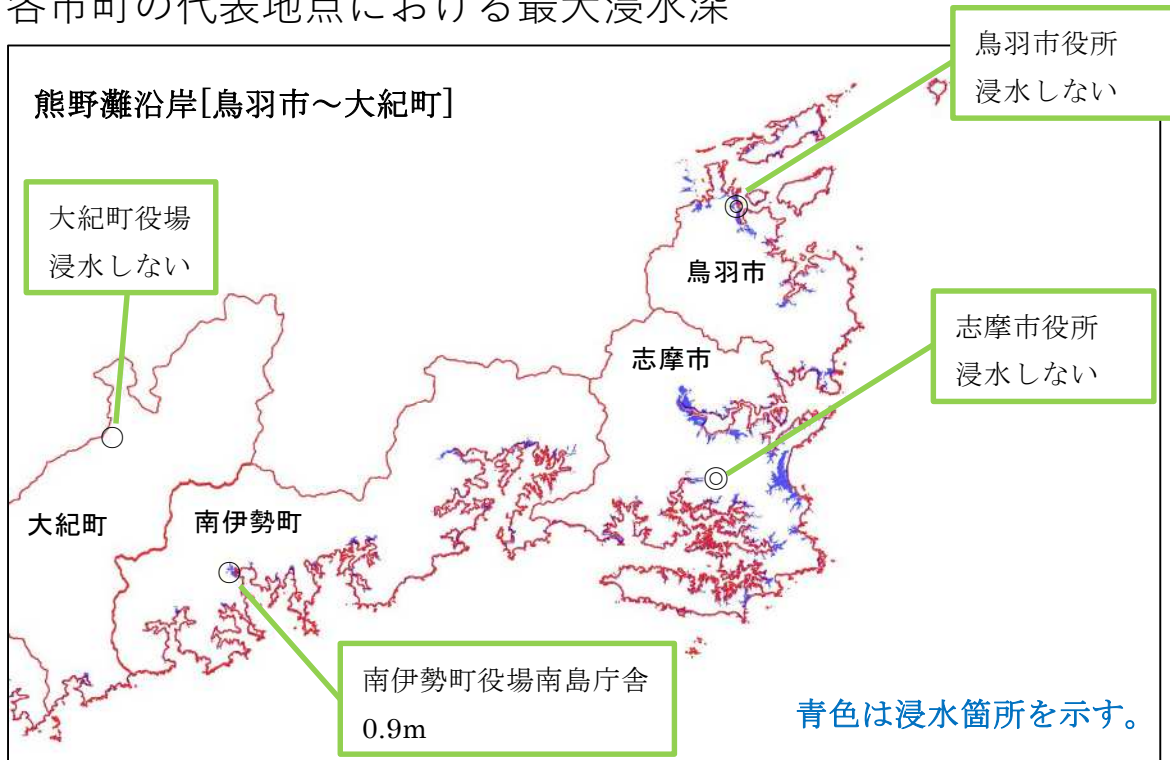 各市町の代表地点における最大浸水深
熊野灘沿岸[鳥羽市～大紀町]
鳥羽市役所
浸水しない
大紀町役場
浸水しない
鳥羽市
志摩市役所
浸水しない
志摩市
大紀町
南伊勢町
南伊勢町役場南島庁舎
0.9m
青色は浸水箇所を示す。